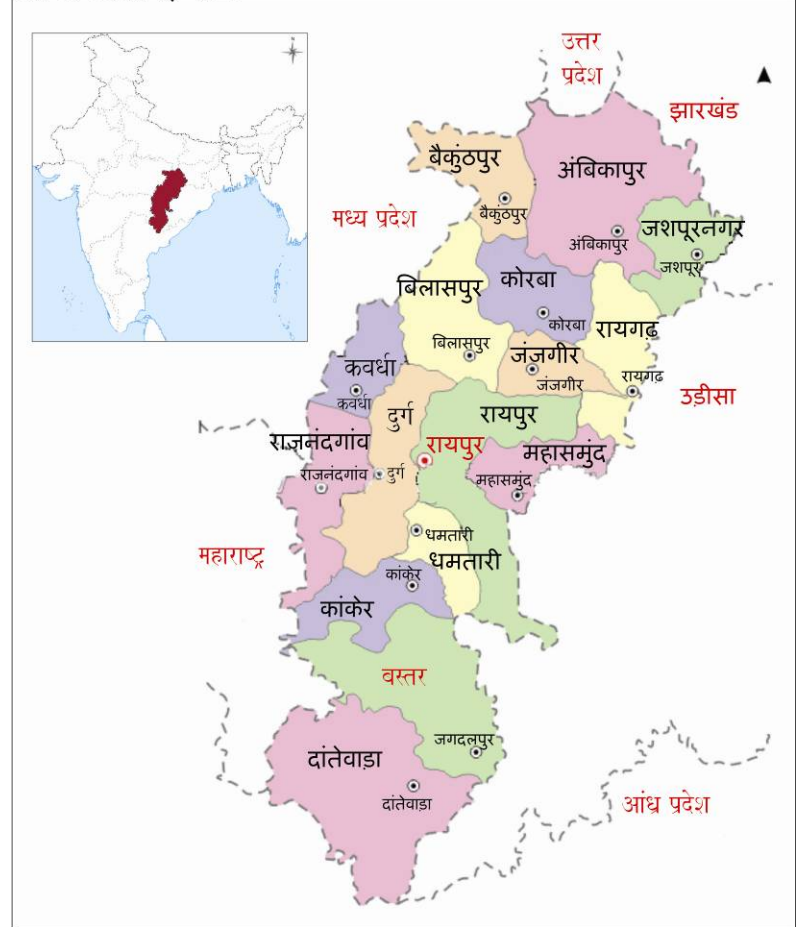 उत्तर
प्रदेश
झारखंड
बैकुंठपुर
अंबिकापुर
बैकुंठपुर
मध्य प्रदेश
अंबिकापुर
जशपूरनगर
जशपूर
बिलासपुर
कोरबा
कोरबा
रायगढ़
बिलासपुर
जंजगीर
जंजगीर
रायगढ़
कवर्धा
कवर्धा
उड़ीसा
दुर्ग
रायपुर
राजनंदगांव
रायपुर
महासमुंद
राजनंदगांव
दुर्ग
महासमुंद
धमतारी
महाराष्ट्र
धमतारी
कांकेर
कांकेर
वस्तर
जगदलपुर
दांतेवाड़ा
दांतेवाड़ा
आंध्र प्रदेश